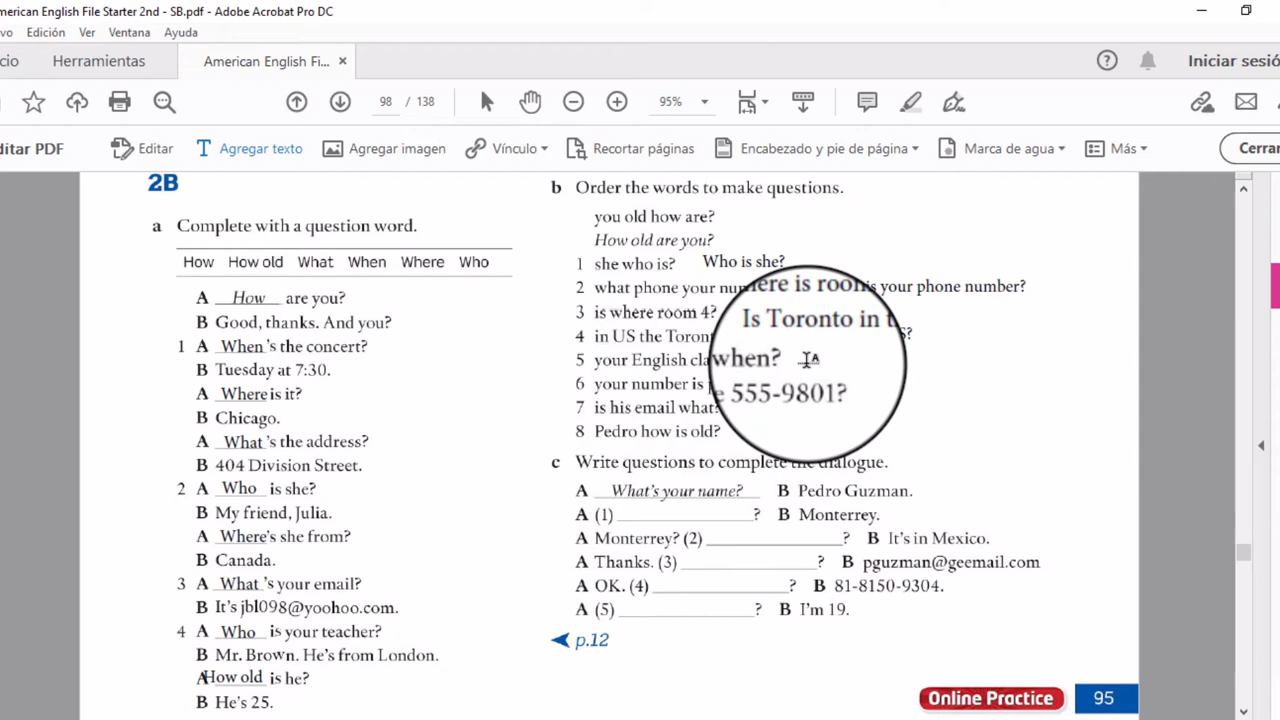 merican English File Starter 2nd - SB.pdf - Adobe Acrobat Pro DC
Edición Ver Ventana Ayuda
cio Herramientas American English Fi... × ? Iniciar sesió
98 / 138 95%
ditar PDF Editar T Agregar texto Agregar imagen Vínculo Recortar páginas Encabezado y pie de página Marca de agua Más Cerrar
2B
a Complete with a question word.
How How old What When Where Who
A How are you?
B Good, thanks. And you?
1 A When 's the concert?
B Tuesday at 7:30.
A Where is it?
B Chicago.
A What 's the address?
B 404 Division Street.
2 A Who is she?
B My friend, Julia.
A Where's she from?
B Canada.
3 A What 's your email?
B It's jbl098@yoohoo.com.
4 A Who is your teacher?
B Mr. Brown. He's from London.
A How old is he?
B He's 25.
b Order the words to make questions.
you old how are?
How old are you?
1 she who is? Who is she?
2 what phone your num is your phone number?
3 is where room 4? ere is room
4 in US the Toront Is Toronto in t S?
5 your English cla when?
6 your number is e 555-9801?
7 is his email what?
8 Pedro how is old?
c Write questions to complete the dialogue.
A What's your name? B Pedro Guzman.
A (1) ? B Monterrey.
A Monterrey? (2) ? B It's in Mexico.
A Thanks. (3) ? B pguzman@geemail.com
A OK. (4) ? B 81-8150-9304.
A (5) ? B I'm 19.
p.12
Online Practice 95